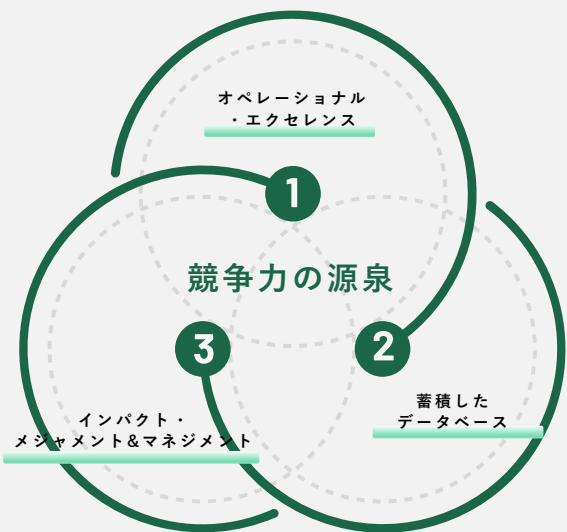 オペレーショナル
・エクセレンス
1
競争力の源泉
3
2
蓄積した
データベース
インパクト・
メジャメント&マネジメント